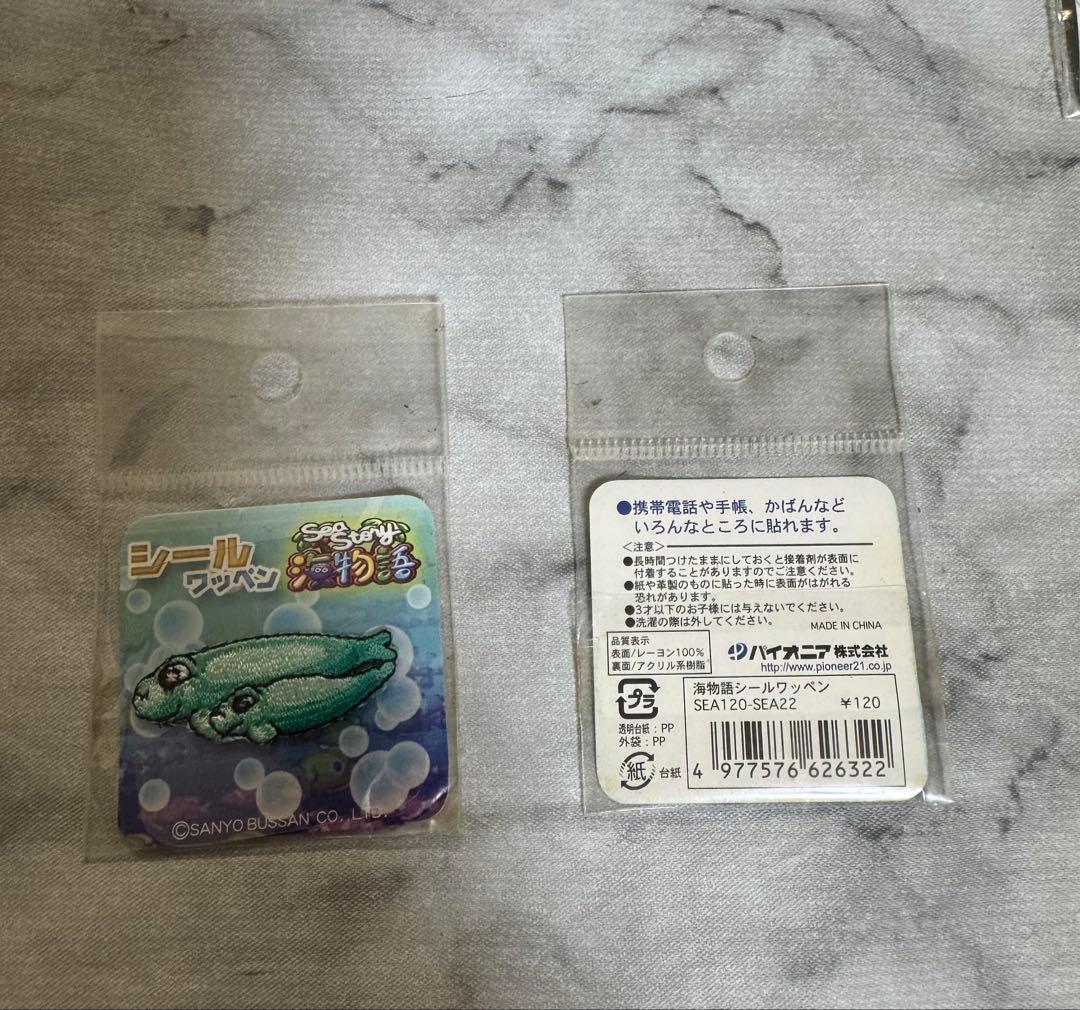 シール
ワッペン
Sea Story
海物語
©SANYO BUSSAN CO., LTD.
●携帯電話や手帳、かばんなど
いろんなところに貼れます。
＜注意＞
●長時間つけたままにしておくと接着剤が表面に
付着することがありますのでご注意ください。
●紙や革製のものに貼った時に表面がはがれる
恐れがあります。
●3才以下のお子様には与えないでください。
●洗濯の際は外してください。
MADE IN CHINA
品質表示
表面/レーヨン100%
裏面/アクリル系樹脂
パイオニア株式会社
http://www.pioneer21.co.jp
プラ
透明台紙：PP
外袋：PP
紙 台紙
海物語シールワッペン
SEA120-SEA22 ￥120
4 977576 626322